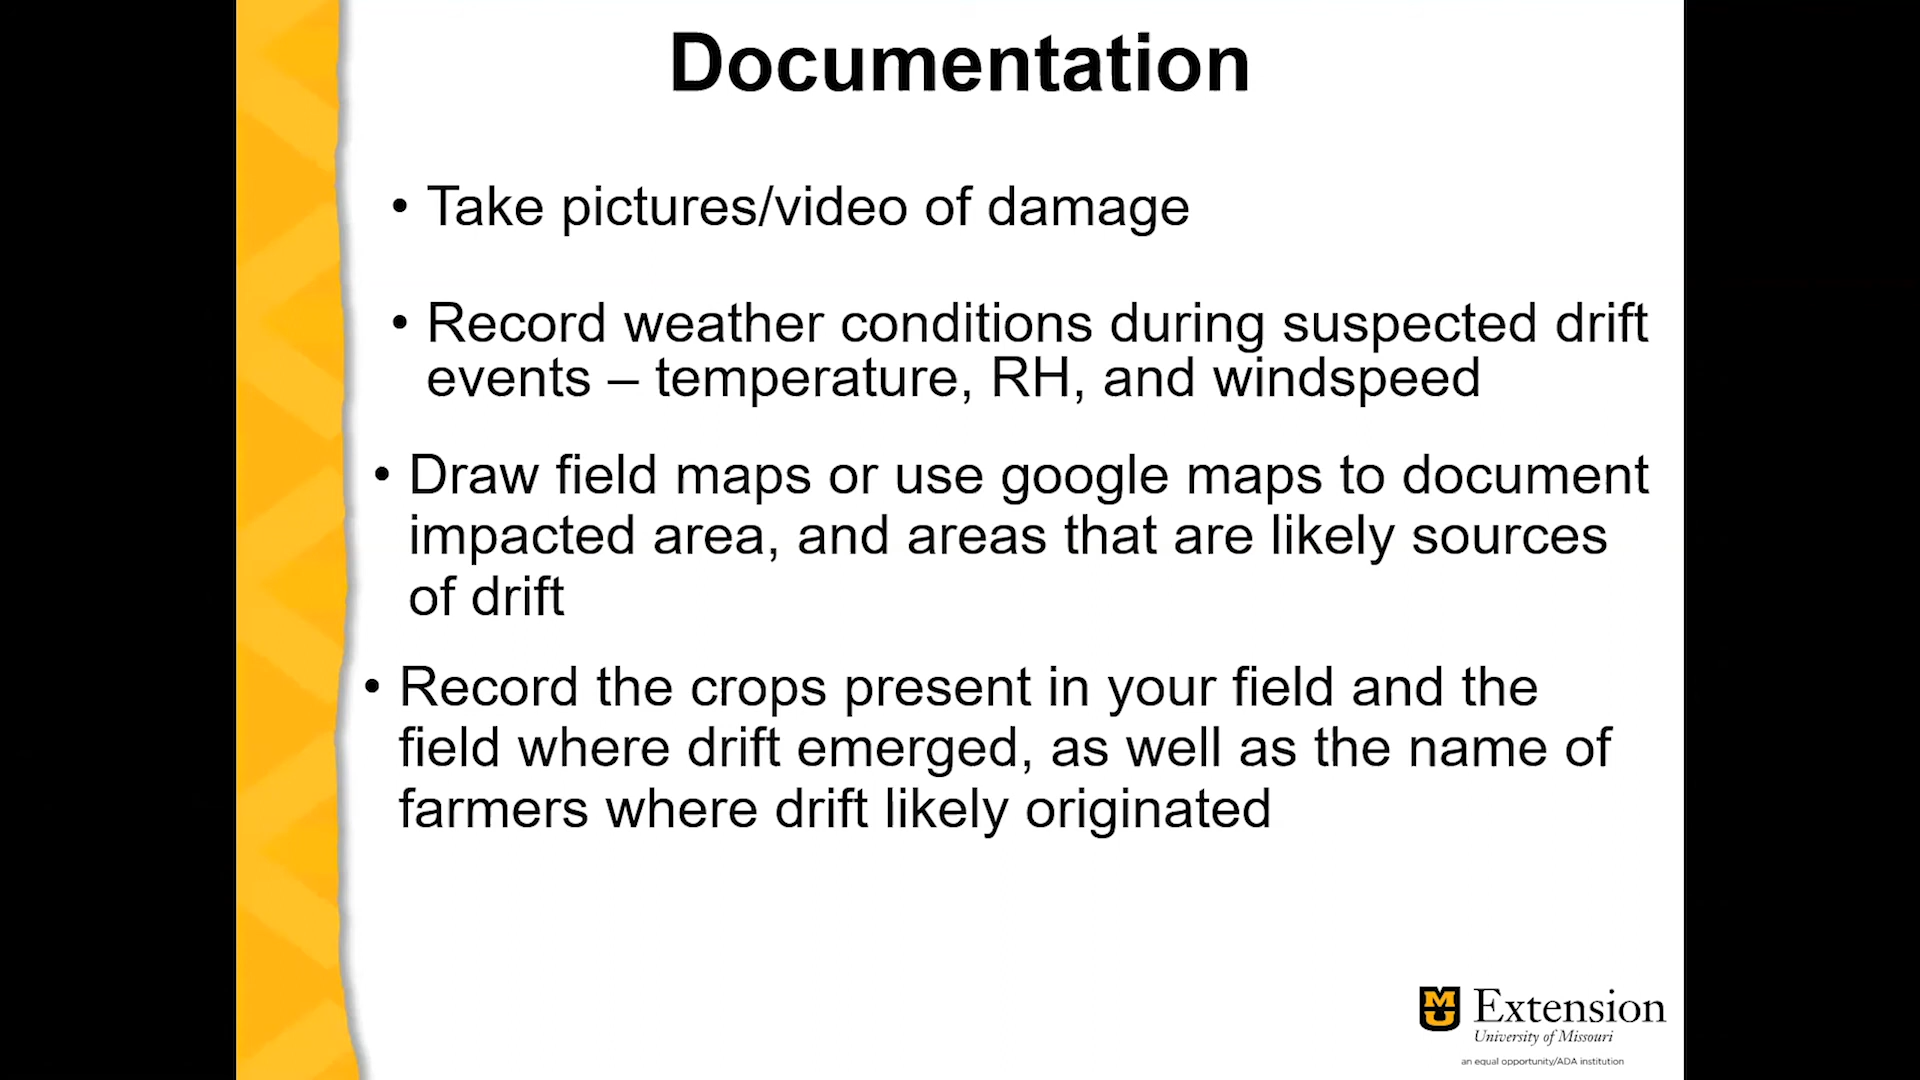 Documentation
• Take pictures/video of damage
• Record weather conditions during suspected drift
events – temperature, RH, and windspeed
• Draw field maps or use google maps to document
impacted area, and areas that are likely sources
of drift
• Record the crops present in your field and the
field where drift emerged, as well as the name of
farmers where drift likely originated
MU Extension
University of Missouri
an equal opportunity/ADA institution